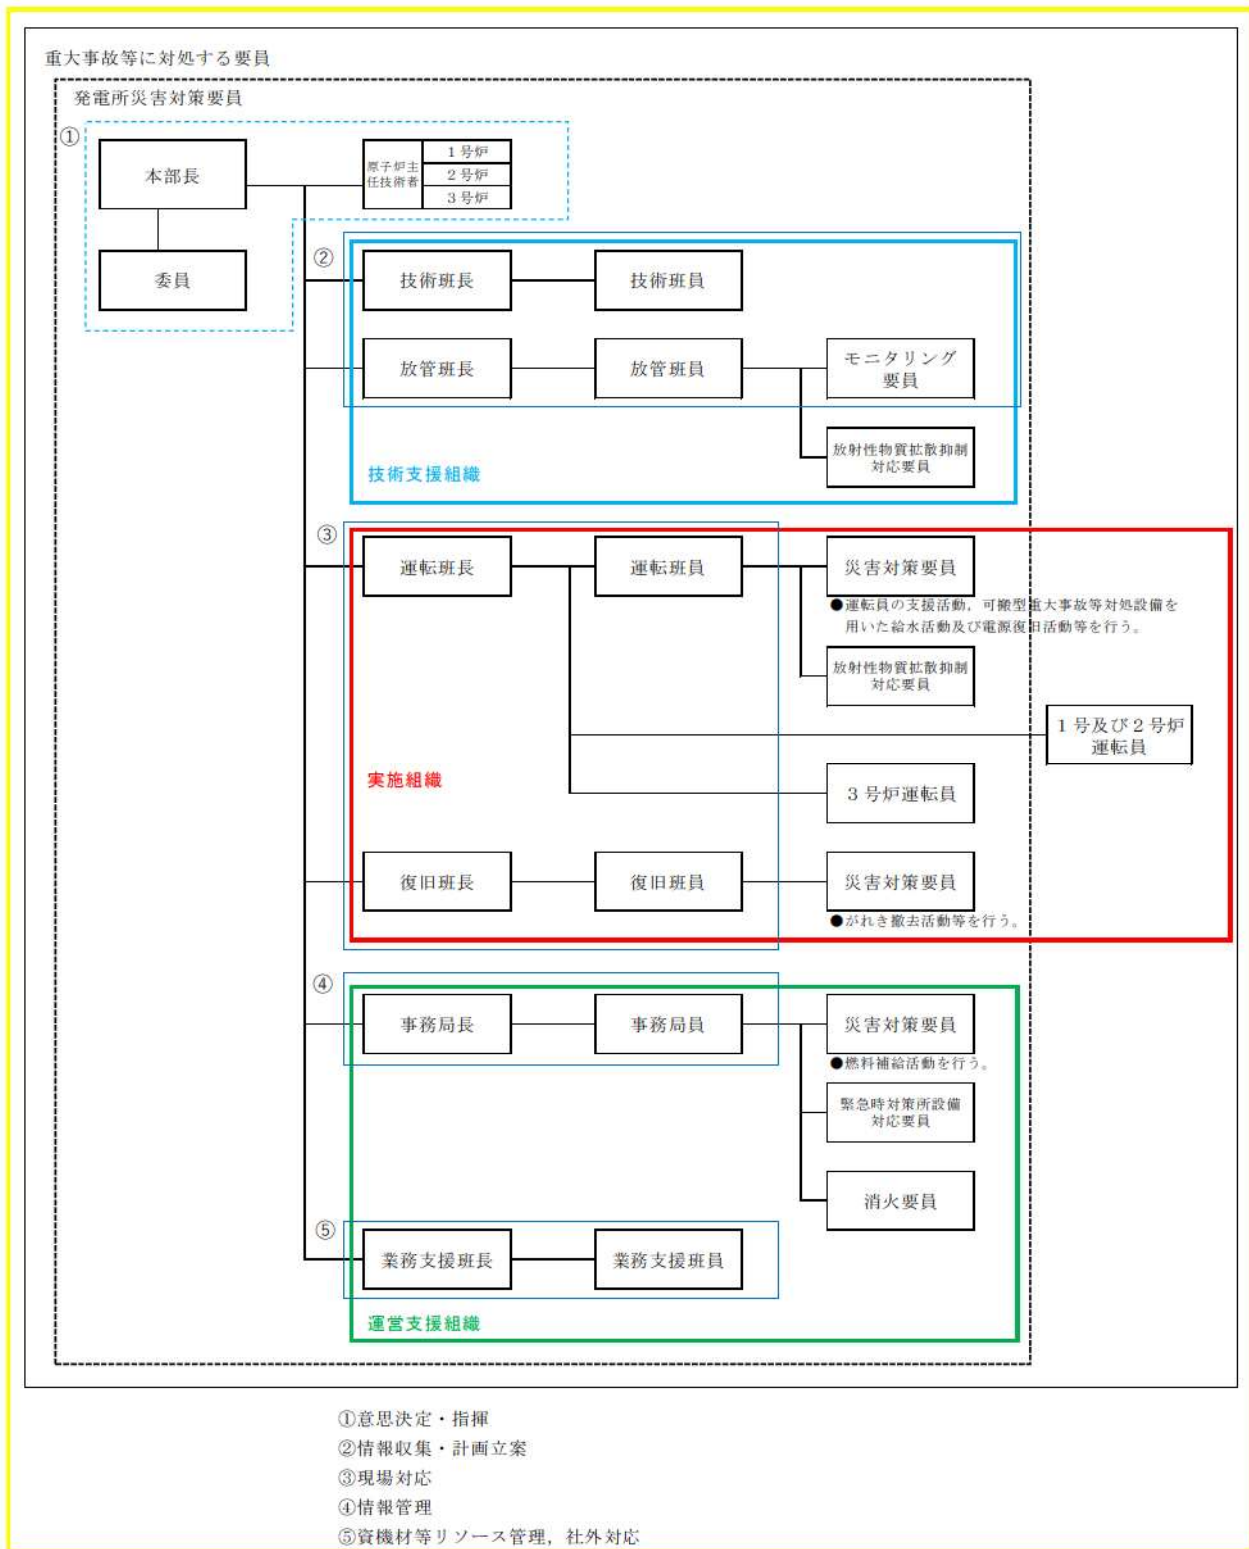 重大事故等に対処する要員
発電所災害対策要員
①
本部長
原子炉主
任技術者
1号炉
2号炉
3号炉
委員
②
技術班長
技術班員
放管班長
放管班員
モニタリング
要員
放射性物質拡散抑制
対応要員
技術支援組織
③
運転班長
運転班員
災害対策要員
●運転員の支援活動，可搬型重大事故等対処設備を
用いた給水活動及び電源復旧活動等を行う。
放射性物質拡散抑制
対応要員
1号及び2号炉
運転員
実施組織
3号炉運転員
復旧班長
復旧班員
災害対策要員
●がれき撤去活動等を行う。
④
事務局長
事務局員
災害対策要員
●燃料補給活動を行う。
緊急時対策所設備
対応要員
消火要員
⑤
業務支援班長
業務支援班員
運営支援組織
①意思決定・指揮
②情報収集・計画立案
③現場対応
④情報管理
⑤資機材等リソース管理，社外対応